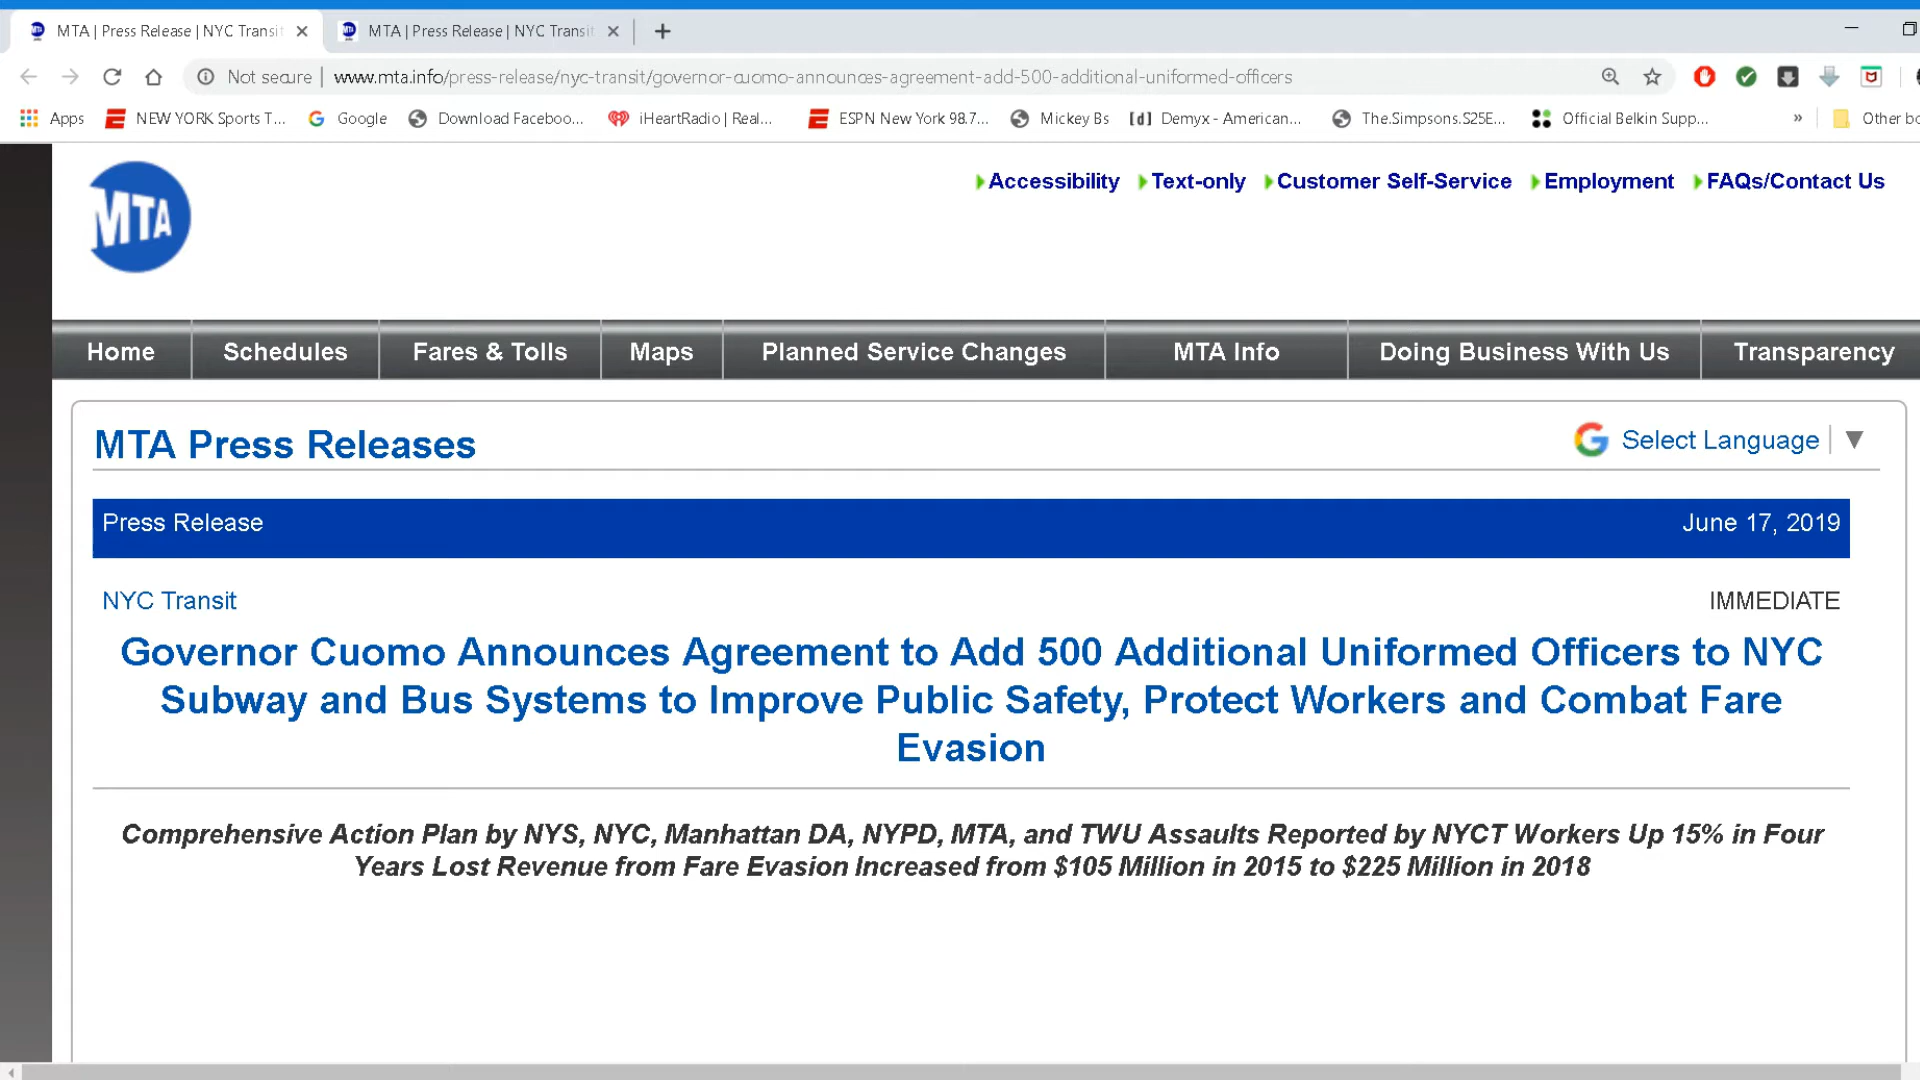 MTA | Press Release | NYC Transi
MTA | Press Release | NYC Transi
Not secure | www.mta.info/press-release/nyc-transit/governor-cuomo-announces-agreement-add-500-additional-uniformed-officers
Apps
NEW YORK Sports T...
Google
Download Faceboo...
iHeartRadio | Real...
ESPN New York 98.7...
Mickey Bs
[d] Demyx - American...
The.Simpsons.S25E...
Official Belkin Supp...
»
Other bo
MTA
Accessibility Text-only Customer Self-Service Employment FAQs/Contact Us
Home Schedules Fares & Tolls Maps Planned Service Changes MTA Info Doing Business With Us Transparency
MTA Press Releases
Select Language
Press Release June 17, 2019
NYC Transit IMMEDIATE
Governor Cuomo Announces Agreement to Add 500 Additional Uniformed Officers to NYC
Subway and Bus Systems to Improve Public Safety, Protect Workers and Combat Fare
Evasion
Comprehensive Action Plan by NYS, NYC, Manhattan DA, NYPD, MTA, and TWU Assaults Reported by NYCT Workers Up 15% in Four
Years Lost Revenue from Fare Evasion Increased from $105 Million in 2015 to $225 Million in 2018